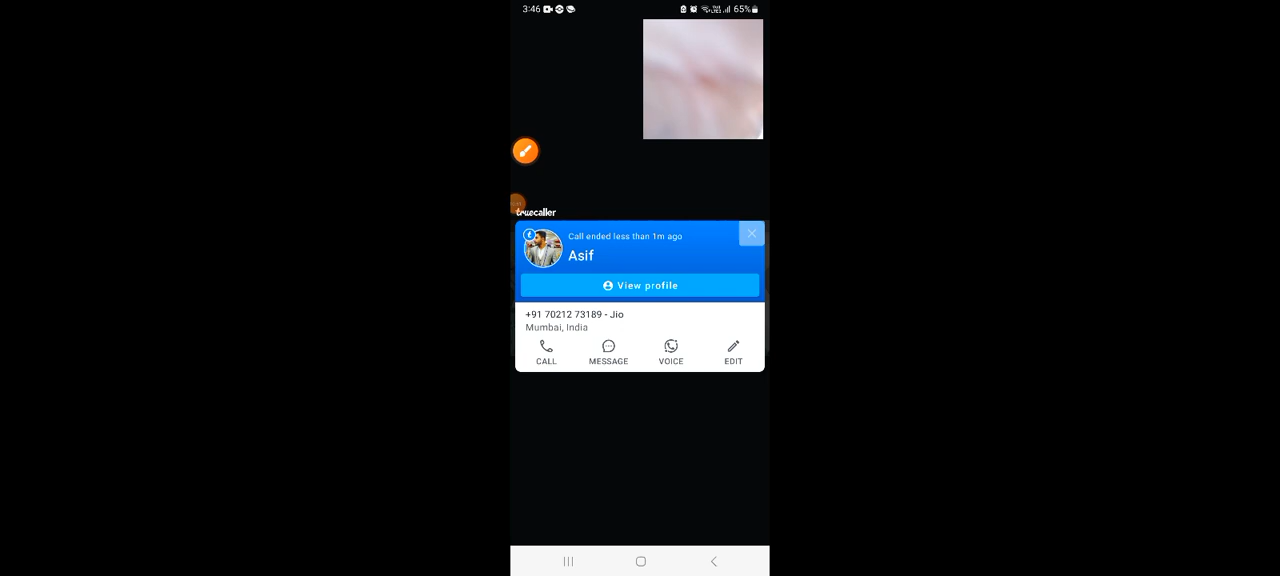 3:46 65%
truecaller
Call ended less than 1m ago
Asif
View profile
+91 70212 73189 - Jio
Mumbai, India
CALL MESSAGE VOICE EDIT